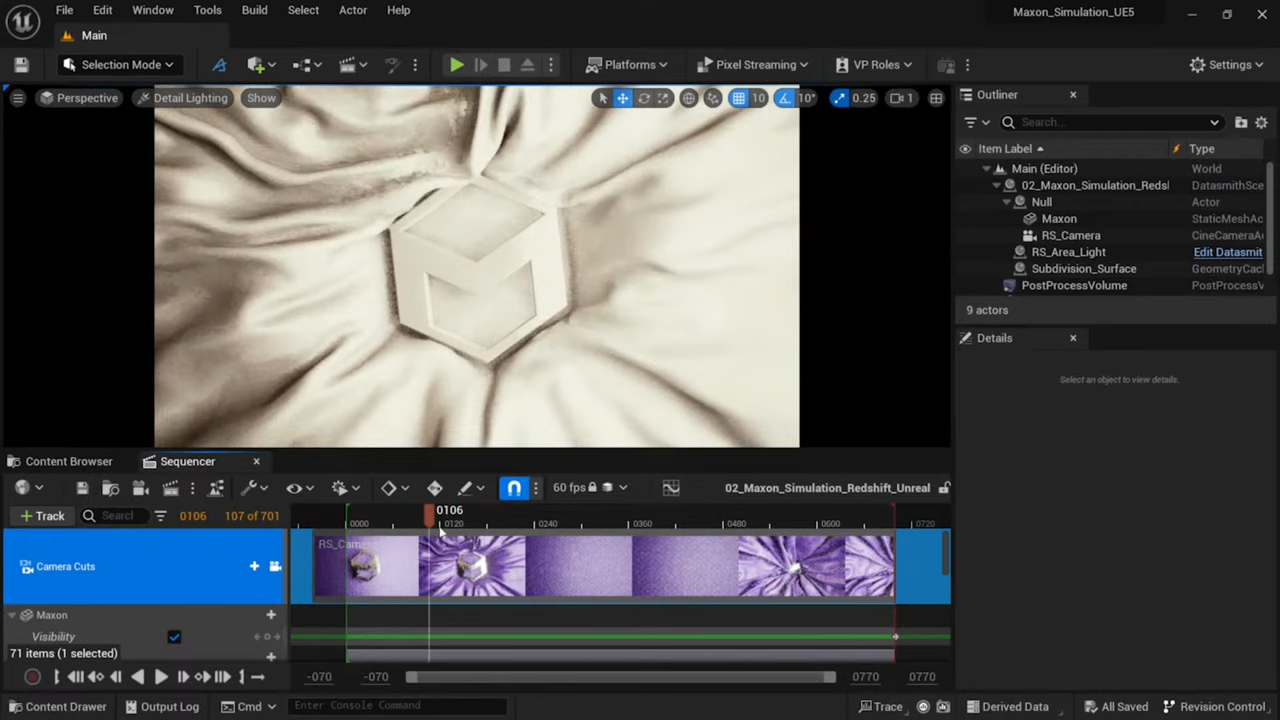 File Edit Window Tools Build Select Actor Help
Maxon_Simulation_UE5
Main
Selection Mode
Platforms
Pixel Streaming
VP Roles
Settings
Perspective
Detail Lighting
Show
10
10°
0.25
1
Outliner
Search...
Item Label
Type
Main (Editor)
World
02_Maxon_Simulation_Redsl
DatasmithSce
Null
Actor
Maxon
StaticMeshAc
RS_Camera
CineCameraAc
RS_Area_Light
Edit Datasmit
Subdivision_Surface
GeometryCac
PostProcessVolume
PostProcessV
9 actors
Details
Select an object to view details.
Content Browser
Sequencer
60 fps
02_Maxon_Simulation_Redshift_Unreal
Track
Search
0106
107 of 701
0106
0000 0120 0240 0360 0480 0600 0720
Camera Cuts
RS_Camera
Maxon
Visibility
71 items (1 selected)
-070
-070
0770
0770
Content Drawer
Output Log
Cmd
Enter Console Command
Trace
Derived Data
All Saved
Revision Control